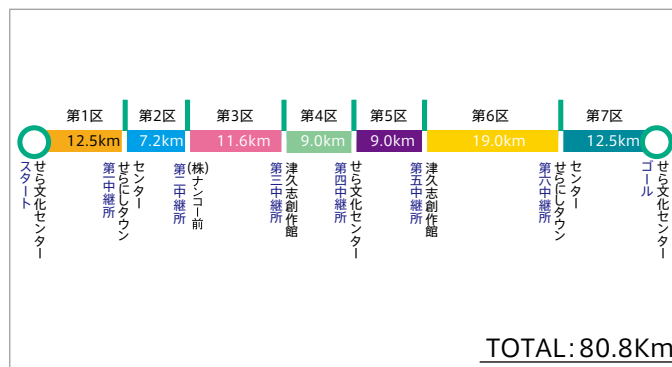 第1区
第2区
第3区
第4区
第5区
第6区
第7区
12.5km
7.2km
11.6km
9.0km
9.0km
19.0km
12.5km
せら文化センター
スタート
センター
せらにしタウン
第一中継所
(株)ナンコー前
第二中継所
津久志創作館
第三中継所
せら文化センター
第四中継所
津久志創作館
第五中継所
センター
せらにしタウン
第六中継所
せら文化センター
ゴール
TOTAL:80.8Km